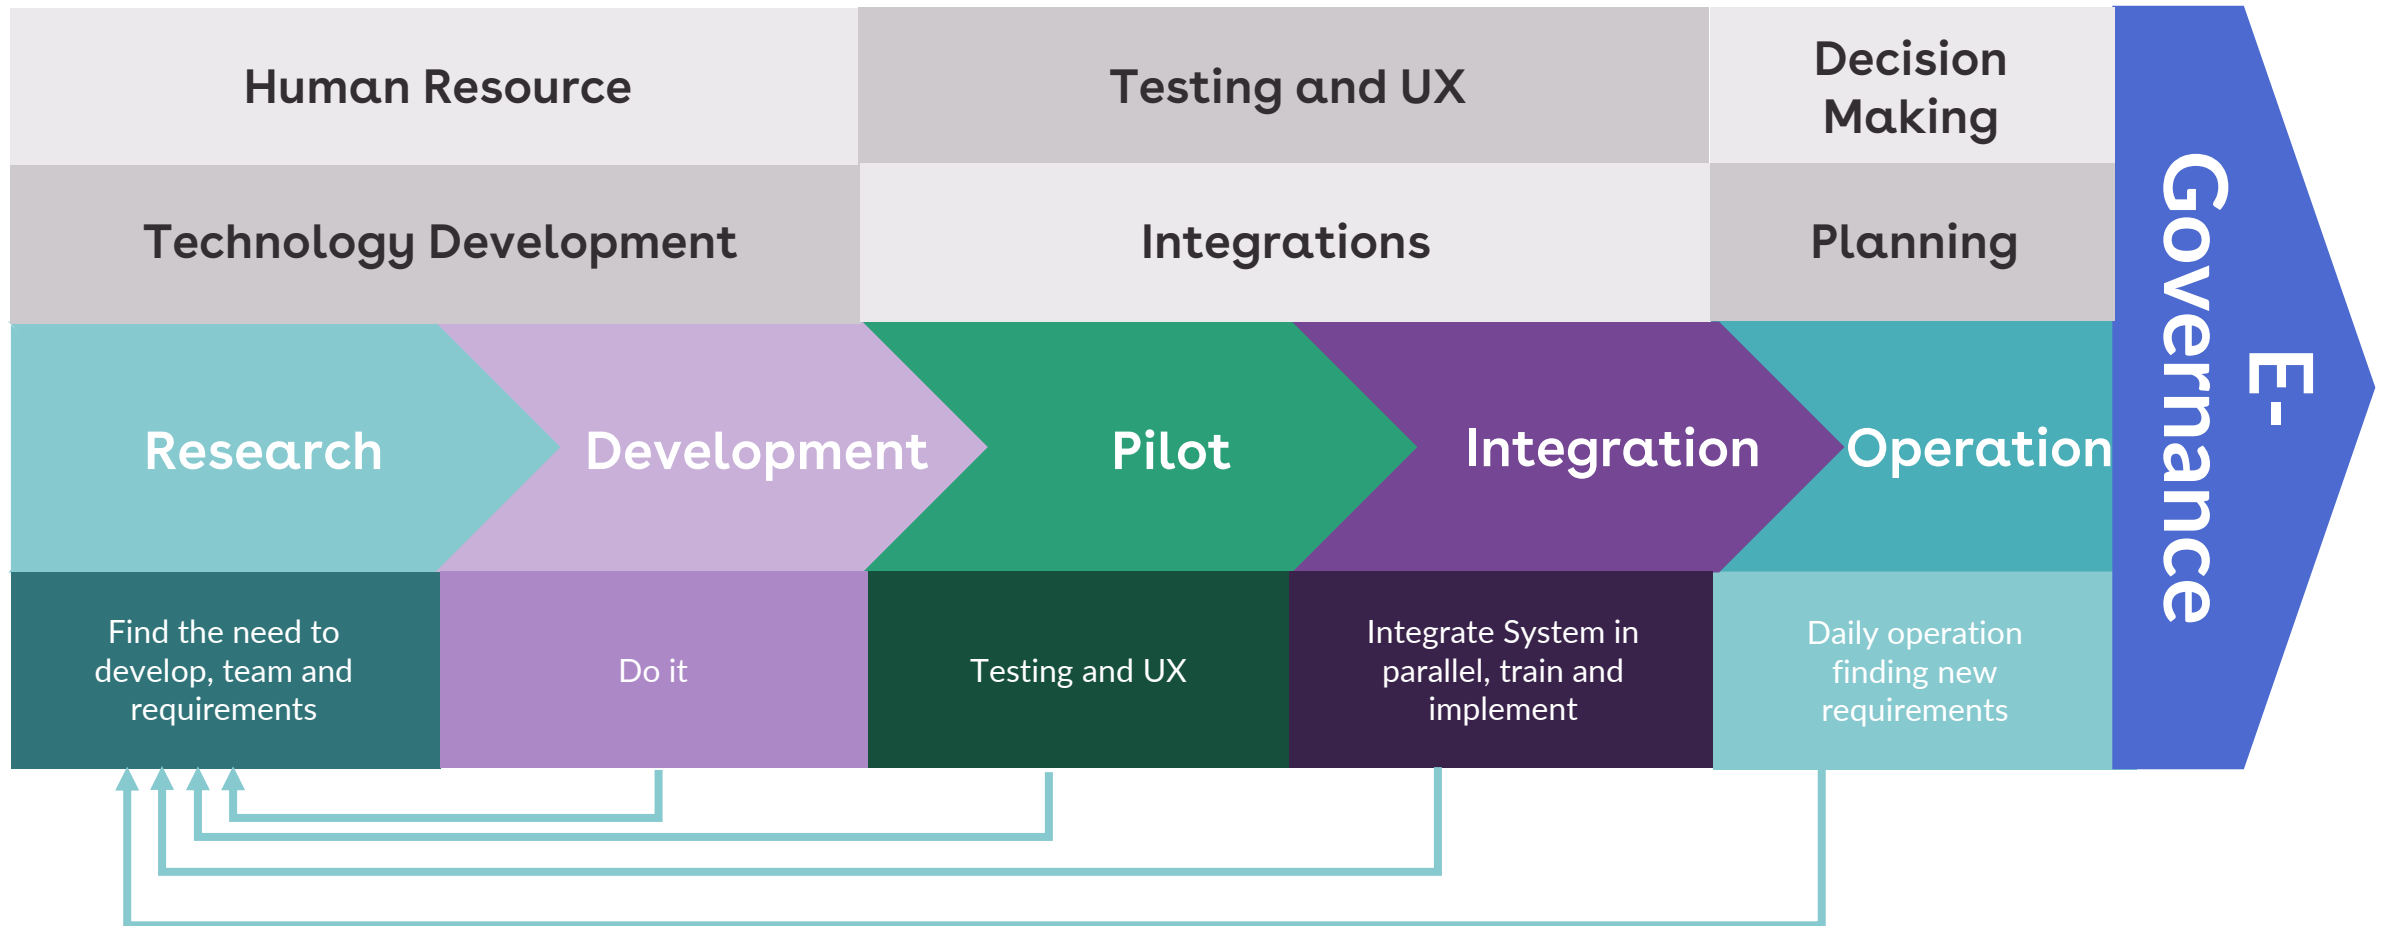 Human Resource
Testing and UX
Decision
Making
Technology Development
Integrations
Planning
Research
Development
Pilot
Integration
Operation
Find the need to
develop, team and
requirements
Do it
Testing and UX
Integrate System in
parallel, train and
implement
Daily operation
finding new
requirements
E-
Governance